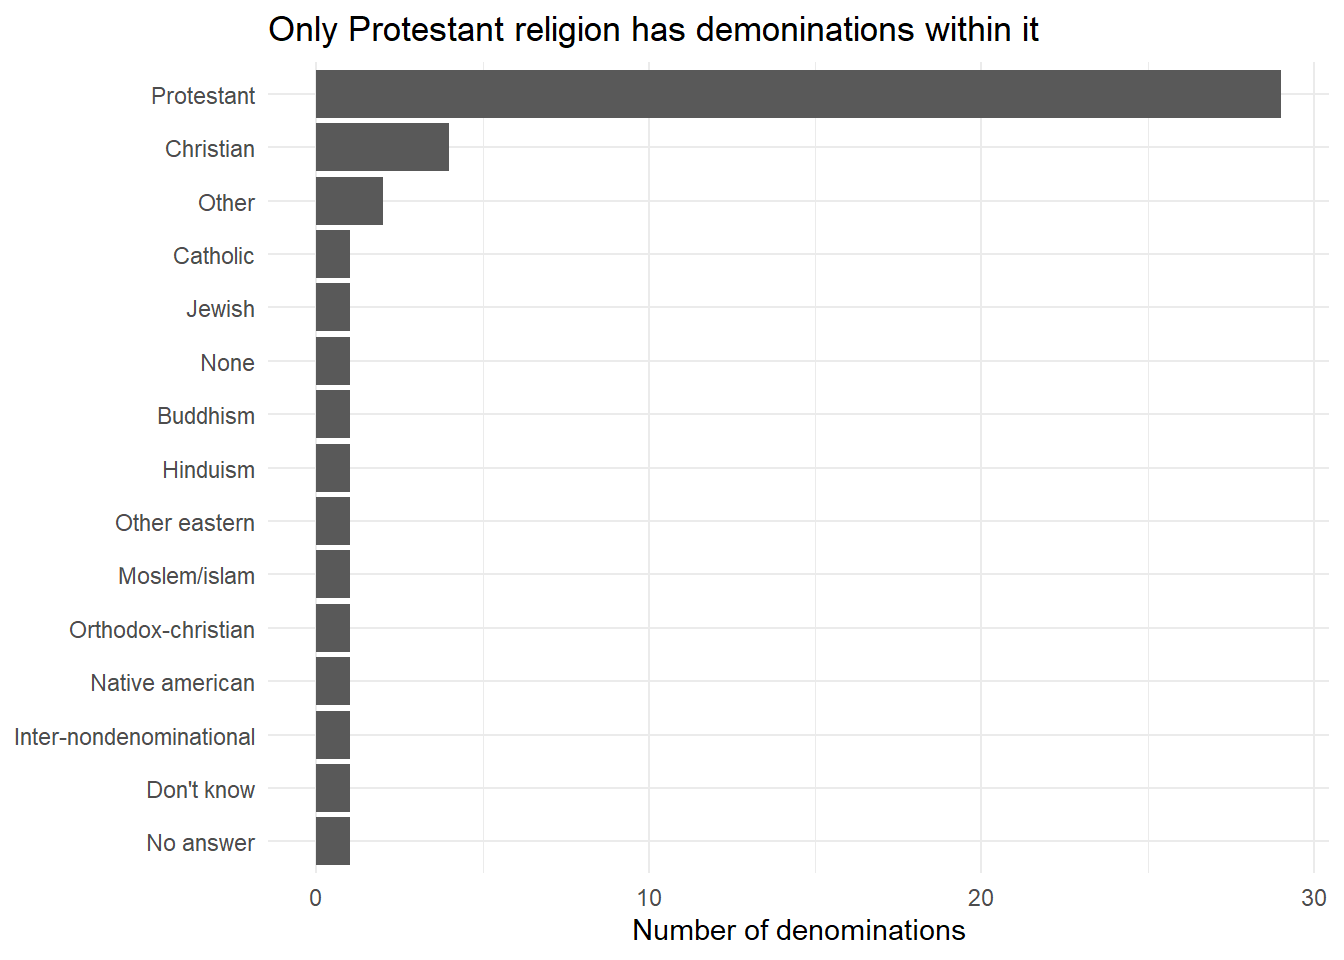 Only Protestant religion has demoninations within it
Protestant
Christian
Other
Catholic
Jewish
None
Buddhism
Hinduism
Other eastern
Moslem/islam
Orthodox-christian
Native american
Inter-nondenominational
Don't know
No answer
0 10 20 30
Number of denominations